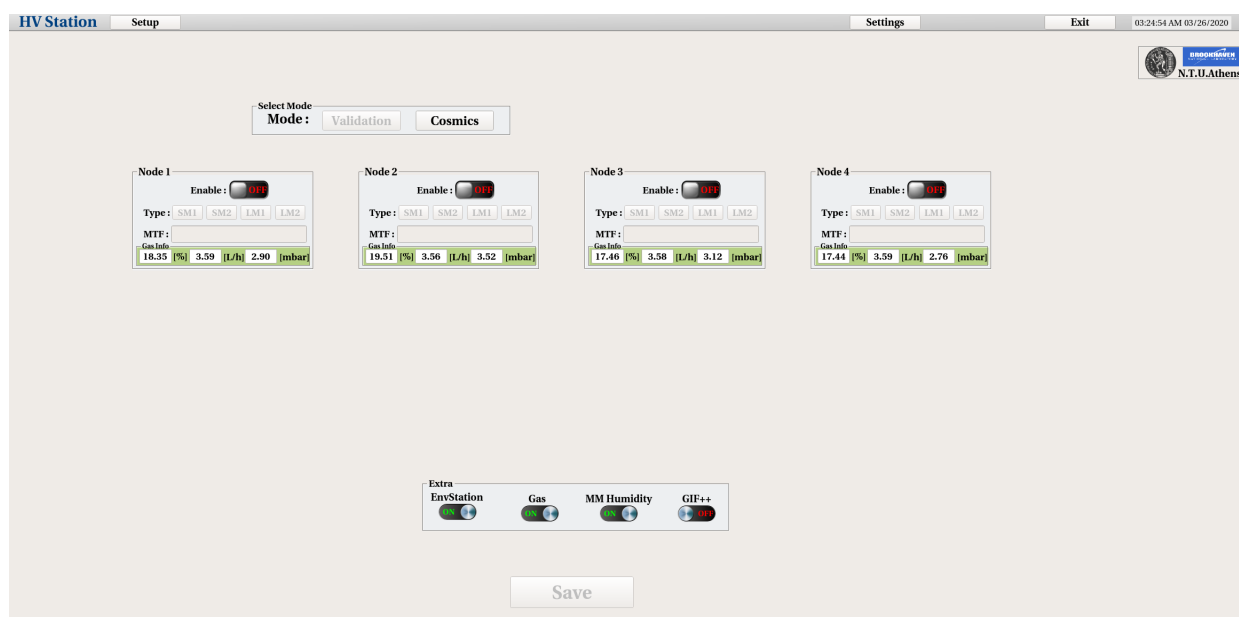 HV Station Setup Settings Exit 03:24:54 AM 03/26/2020
BROOKHAVEN
N.T.U.Athens
Select Mode
Mode : Validation Cosmics
Node 1 Node 2 Node 3 Node 4
Enable : OFF Enable : OFF Enable : OFF Enable : OFF
Type : SM1 SM2 LM1 LM2 Type : SM1 SM2 LM1 LM2 Type : SM1 SM2 LM1 LM2 Type : SM1 SM2 LM1 LM2
MTF : MTF : MTF : MTF :
Gas Info Gas Info Gas Info Gas Info
18.35 [%] 3.59 [L/h] 2.90 [mbar] 19.51 [%] 3.56 [L/h] 3.52 [mbar] 17.46 [%] 3.58 [L/h] 3.12 [mbar] 17.44 [%] 3.59 [L/h] 2.76 [mbar]
Extra
EnvStation Gas MM Humidity GIF++
ON ON ON OFF
Save